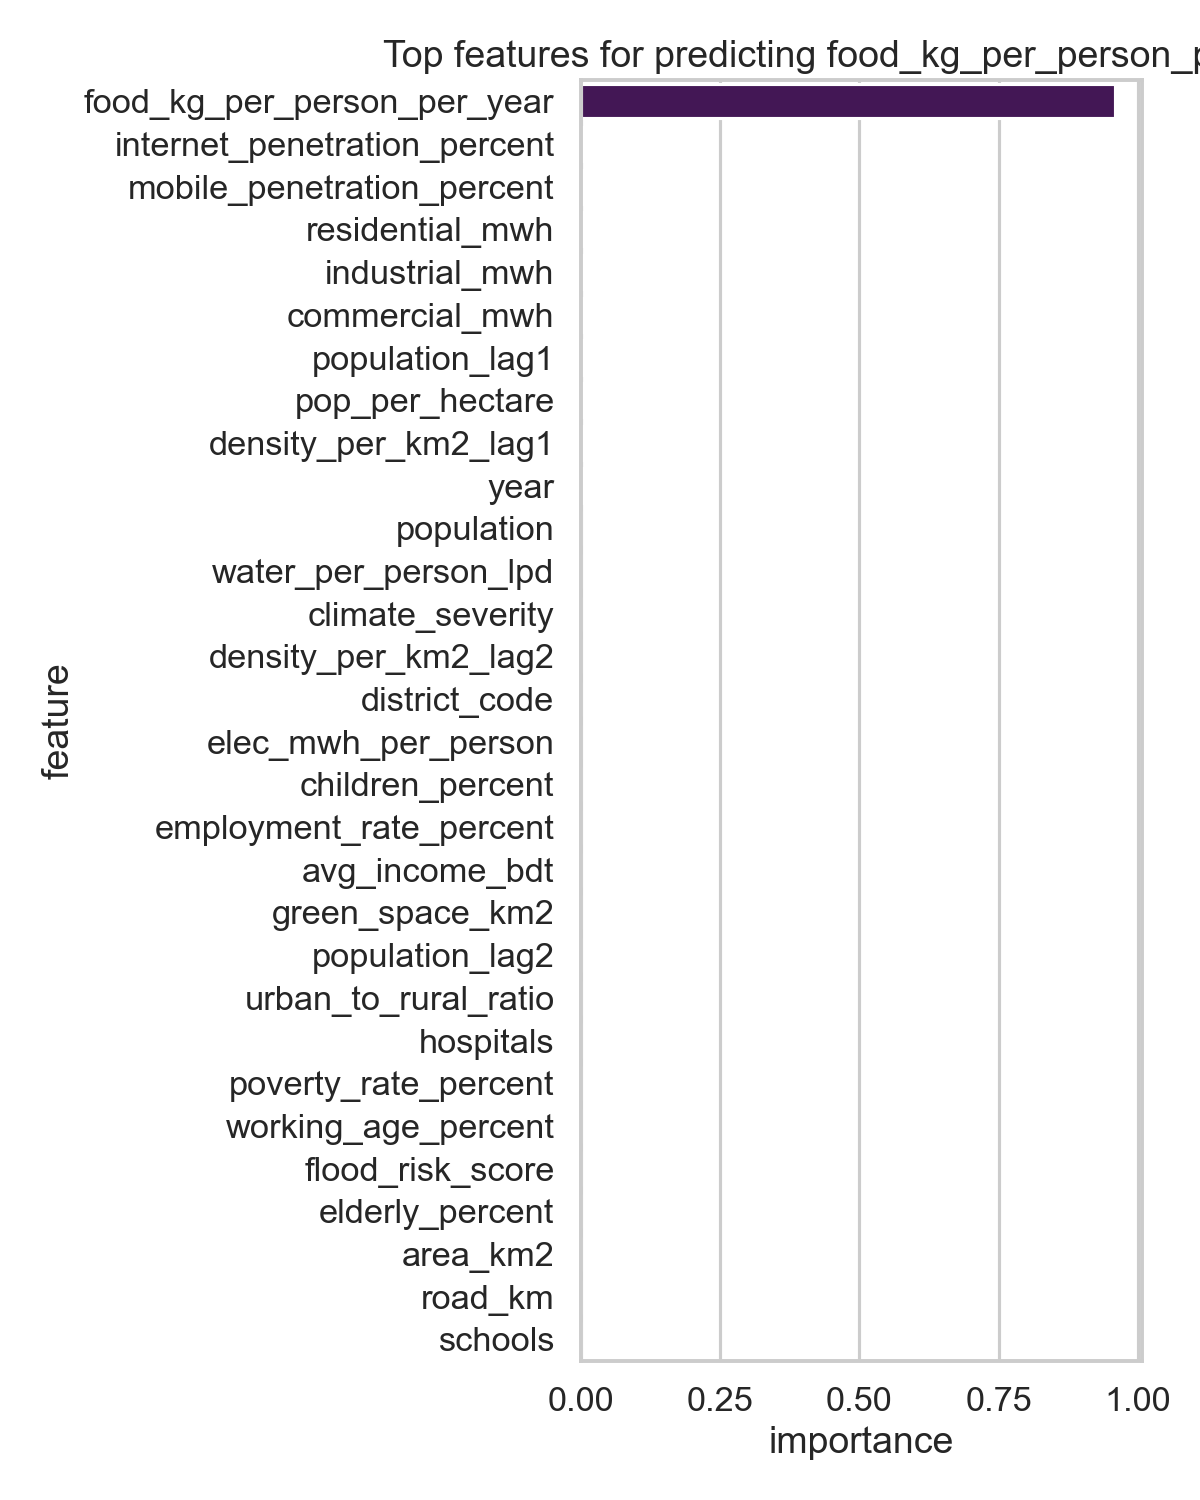 Top features for predicting food_kg_per_person_p
food_kg_per_person_per_year
internet_penetration_percent
mobile_penetration_percent
residential_mwh
industrial_mwh
commercial_mwh
population_lag1
pop_per_hectare
density_per_km2_lag1
year
population
water_per_person_lpd
climate_severity
density_per_km2_lag2
district_code
elec_mwh_per_person
children_percent
employment_rate_percent
avg_income_bdt
green_space_km2
population_lag2
urban_to_rural_ratio
hospitals
poverty_rate_percent
working_age_percent
flood_risk_score
elderly_percent
area_km2
road_km
schools
feature
0.00 0.25 0.50 0.75 1.00
importance